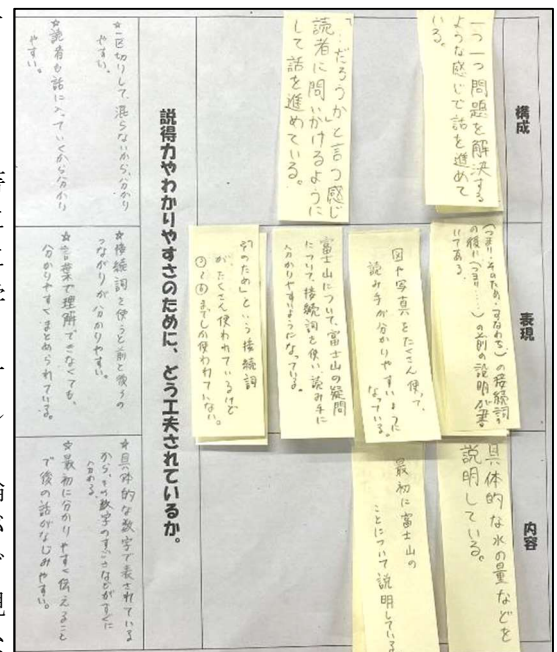 構成
一つ一つ問題を解決する
ような感じで話を進めて
いる。
「…だろうか」と言う感じ
読者に問いかけるように
して話を進めている。
表現
(つまり・そのため・すなわち)の接続詞
の後に(つまり……)の前の説明が書
いてある。
図や写真をたくさん使って、
読み手が分かりやすいように
なっている。
富士山について富士山の疑問
について接続詞を使い読み手に
分かりやすいようになっている。
「そのため」という接続詞
がたくさん使われているけど
までしか使われていない。
内容
具体的な水の量などを
説明している。
最初に富士山の
ことについて説明している
説得力やわかりやすさのために、どう工夫されているか。
☆一区切りして、混らないから、分かり
やすい。
☆読者も話に入っていくから分かり
やすい。
☆接続詞を使うと前と後ろの
つながりが分かりやすい。
☆言葉で理解できなくても、
分かりやすくまとめられている。
☆具体的な数字で表されている
から、その数字のすごさなどがすぐに
分かる。
☆最初に分かりやすく伝えること
で後の話がなじみやすい。